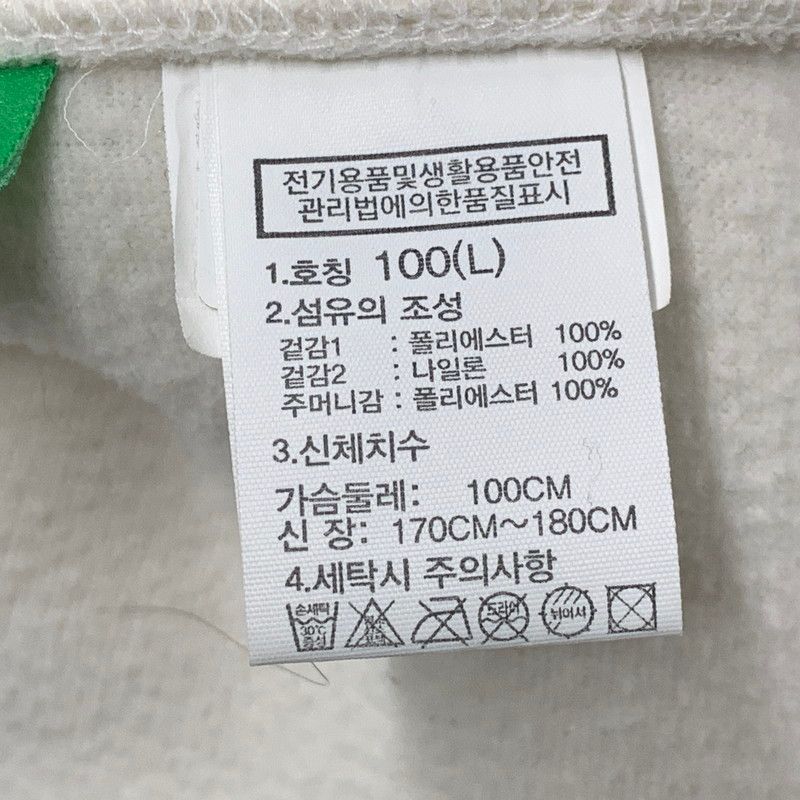 전기용품및생활용품안전
관리법에의한품질표시
1.호칭 100(L)
2.섬유의 조성
겉감1 : 폴리에스터 100%
겉감2 : 나일론 100%
주머니감 : 폴리에스터 100%
3.신체치수
가슴둘레: 100CM
신 장: 170CM~180CM
4.세탁시 주의사항
손세탁 드라이 뉘어서
30℃
중성